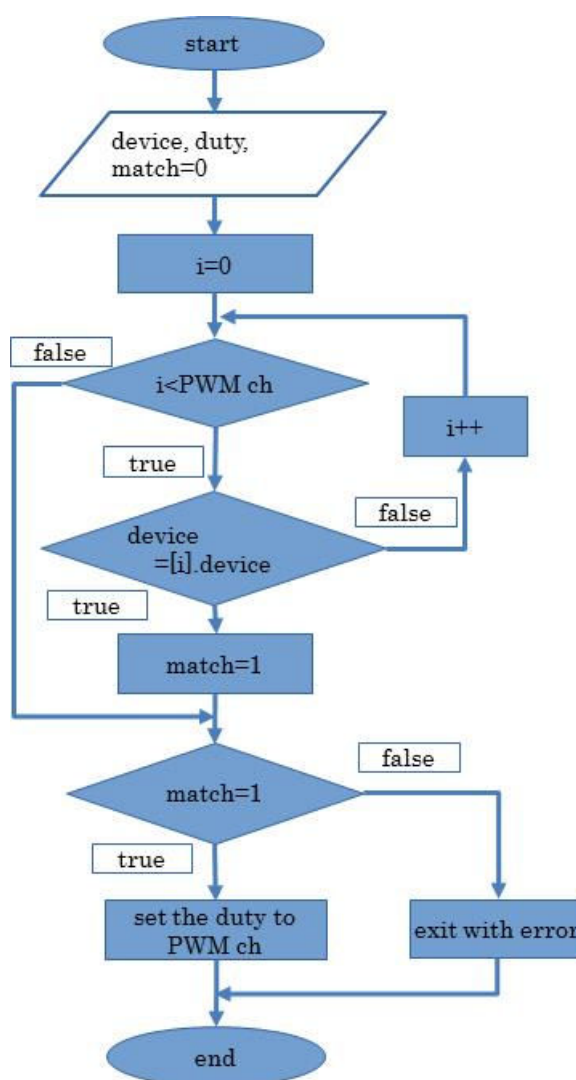 start
device, duty,
match=0
i=0
false
i<PWM ch
i++
true
false
device
=[i].device
true
match=1
false
match=1
true
set the duty to
PWM ch
exit with error
end